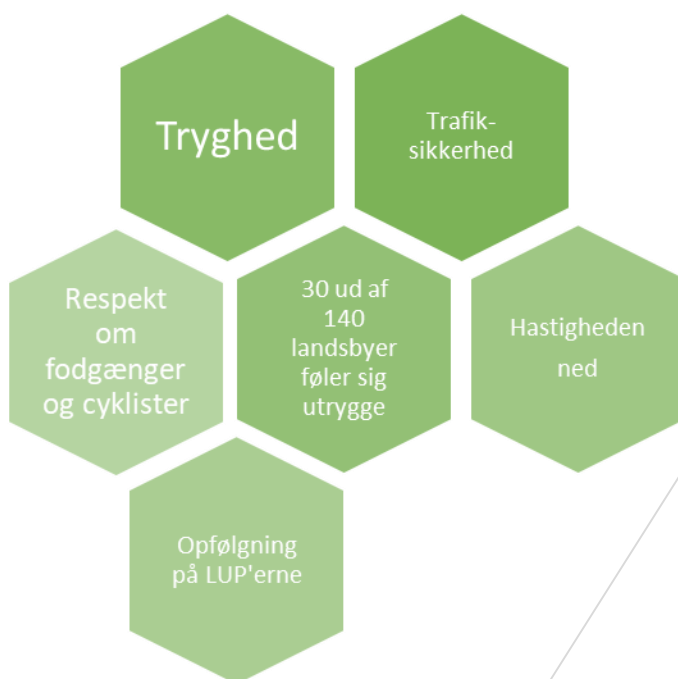 Tryghed
Trafik-
sikkerhed
Respekt
om
fodgænger
og cyklister
30 ud af
140
landsbyer
føler sig
utrygge
Hastigheden
ned
Opfølgning
på LUP'erne